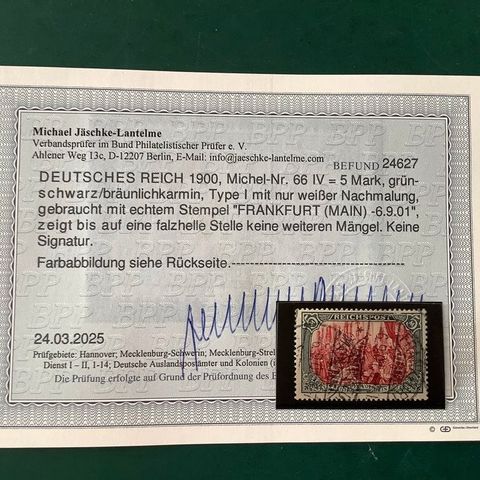 Michael Jäschke-Lantelme
Verbandsprüfer im Bund Philatelistischer Prüfer e. V.
Ahlener Weg 13c, D-12207 Berlin, E-Mail: info@jaeschke-lantelme.com
BEFUND 24627
DEUTSCHES REICH 1900, Michel-Nr. 66 IV = 5 Mark, grün-
schwarz/bräunlichkarmin, Type I mit nur weißer Nachmalung,
gebraucht mit echtem Stempel "FRANKFURT (MAIN) -6.9.01",
zeigt bis auf eine falzhelle Stelle keine weiteren Mängel. Keine
Signatur.
Farbabbildung siehe Rückseite.------------------------------
24.03.2025
Prüfgebiete: Hannover; Mecklenburg-Schwerin; Mecklenburg-Strel
Dienst I – II, 1-14; Deutsche Auslandspostämter und Kolonien (i
Die Prüfung erfolgte auf Grund der Prüfordnung des B
REICHSPOST
BPP